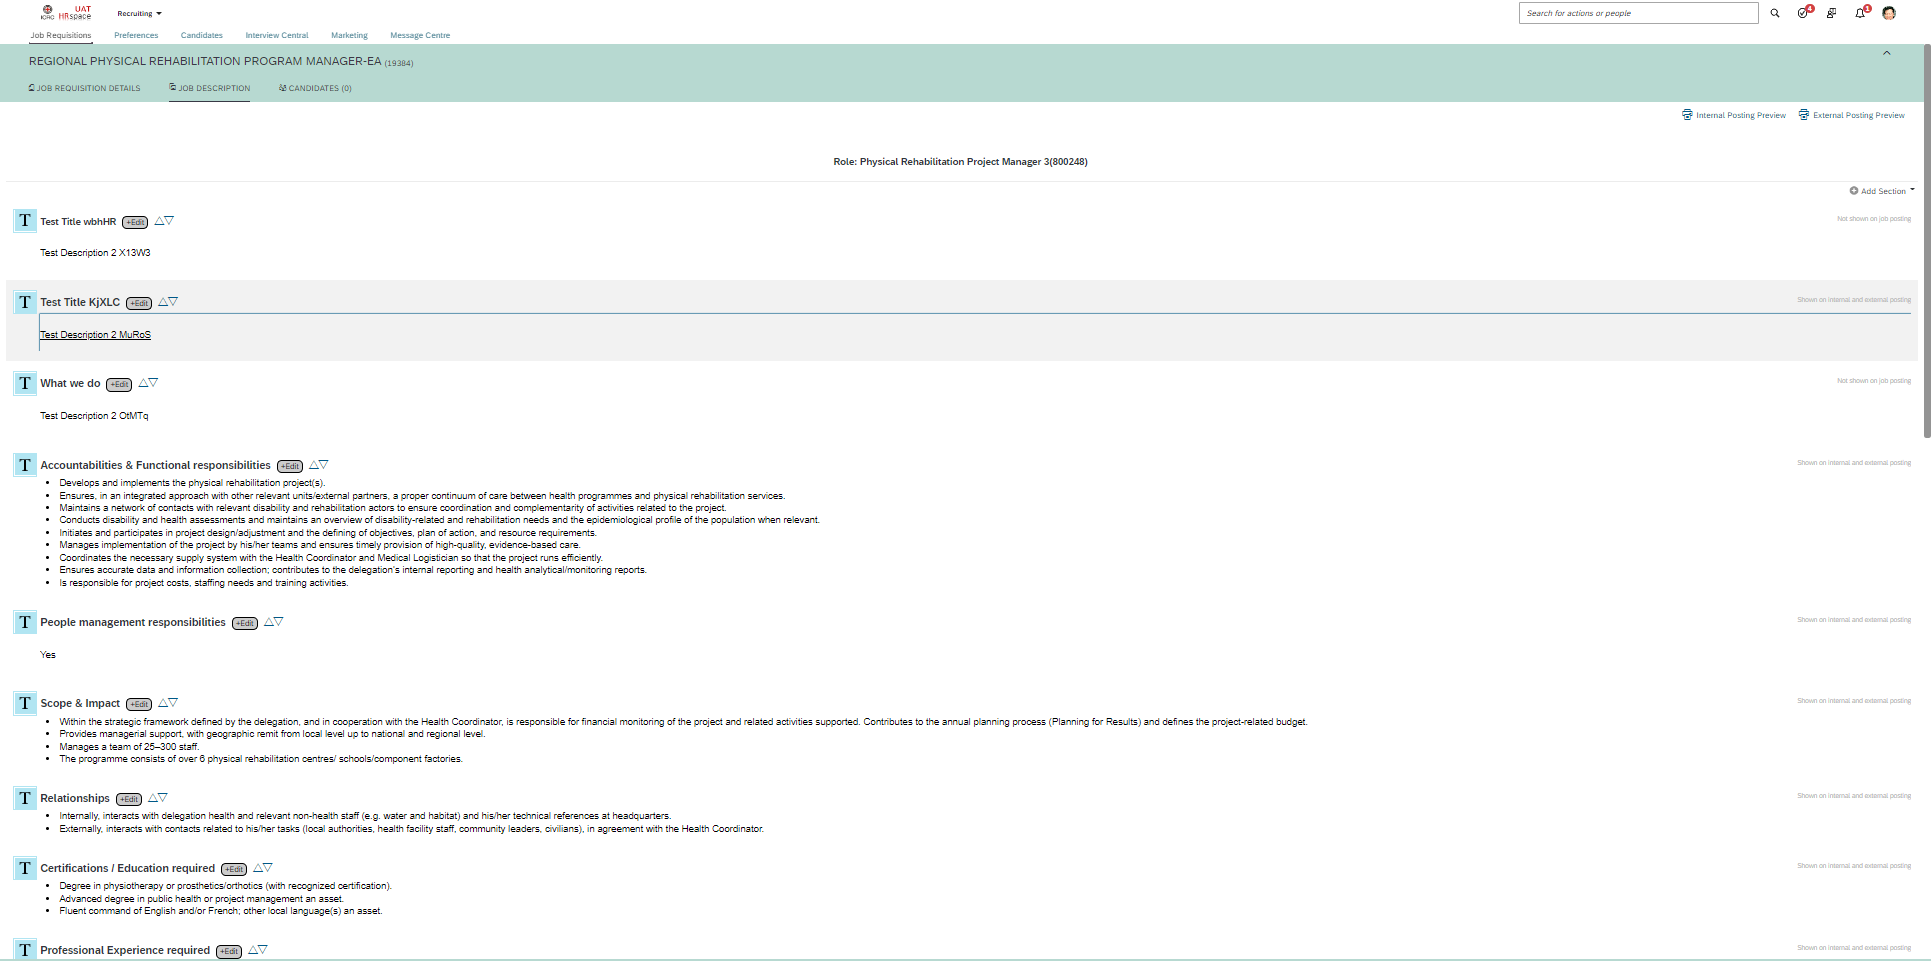 ICRC UAT HRspace
Recruiting
Search for actions or people
4
1
Job Requisitions Preferences Candidates Interview Central Marketing Message Centre
REGIONAL PHYSICAL REHABILITATION PROGRAM MANAGER-EA (19384)
JOB REQUISITION DETAILS JOB DESCRIPTION CANDIDATES (0)
Internal Posting Preview External Posting Preview
Role: Physical Rehabilitation Project Manager 3(800248)
Add Section
T Test Title wbhHR +Edit Not shown on job posting
Test Description 2 X13W3
T Test Title KjXLC +Edit Shown on internal and external posting
Test Description 2 MuRoS
T What we do +Edit Not shown on job posting
Test Description 2 OtMTq
T Accountabilities & Functional responsibilities +Edit Shown on internal and external posting
• Develops and implements the physical rehabilitation project(s).
• Ensures, in an integrated approach with other relevant units/external partners, a proper continuum of care between health programmes and physical rehabilitation services.
• Maintains a network of contacts with relevant disability and rehabilitation actors to ensure coordination and complementarity of activities related to the project.
• Conducts disability and health assessments and maintains an overview of disability-related and rehabilitation needs and the epidemiological profile of the population when relevant.
• Initiates and participates in project design/adjustment and the defining of objectives, plan of action, and resource requirements.
• Manages implementation of the project by his/her teams and ensures timely provision of high-quality, evidence-based care.
• Coordinates the necessary supply system with the Health Coordinator and Medical Logistician so that the project runs efficiently.
• Ensures accurate data and information collection; contributes to the delegation's internal reporting and health analytical/monitoring reports.
• Is responsible for project costs, staffing needs and training activities.
T People management responsibilities +Edit Shown on internal and external posting
Yes
T Scope & Impact +Edit Shown on internal and external posting
• Within the strategic framework defined by the delegation, and in cooperation with the Health Coordinator, is responsible for financial monitoring of the project and related activities supported. Contributes to the annual planning process (Planning for Results) and defines the project-related budget.
• Provides managerial support, with geographic remit from local level up to national and regional level.
• Manages a team of 25–300 staff.
• The programme consists of over 6 physical rehabilitation centres/ schools/component factories.
T Relationships +Edit Shown on internal and external posting
• Internally, interacts with delegation health and relevant non-health staff (e.g. water and habitat) and his/her technical references at headquarters.
• Externally, interacts with contacts related to his/her tasks (local authorities, health facility staff, community leaders, civilians), in agreement with the Health Coordinator.
T Certifications / Education required +Edit Shown on internal and external posting
• Degree in physiotherapy or prosthetics/orthotics (with recognized certification).
• Advanced degree in public health or project management an asset.
• Fluent command of English and/or French; other local language(s) an asset.
T Professional Experience required +Edit Shown on internal and external posting